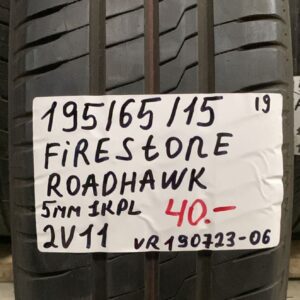 195/65/15 19
FiREStONE
ROADHAWK
5MM 1KPL 40.-
2V11 VR190723-06